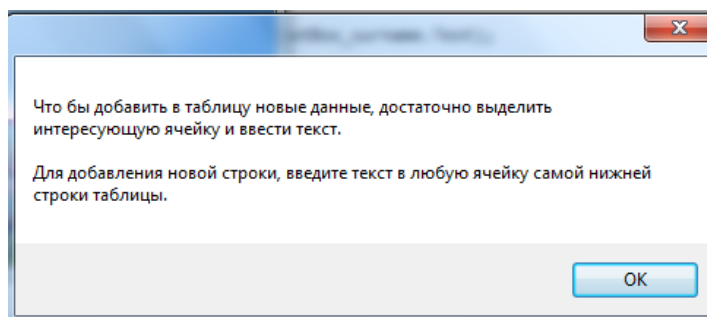 Что бы добавить в таблицу новые данные, достаточно выделить
интересующую ячейку и ввести текст.
Для добавления новой строки, введите текст в любую ячейку самой нижней
строки таблицы.
OK